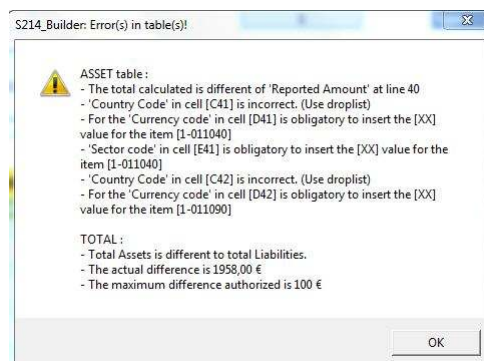 S214_Builder: Error(s) in table(s)!
ASSET table :
- The total calculated is different of 'Reported Amount' at line 40
- 'Country Code' in cell [C41] is incorrect. (Use droplist)
- For the 'Currency code' in cell [D41] is obligatory to insert the [XX]
value for the item [1-011040]
- 'Sector code' in cell [E41] is obligatory to insert the [XX] value for the
item [1-011040]
- 'Country Code' in cell [C42] is incorrect. (Use droplist)
- For the 'Currency code' in cell [D42] is obligatory to insert the [XX]
value for the item [1-011090]
TOTAL :
- Total Assets is different to total Liabilities.
- The actual difference is 1958,00 €
- The maximum difference authorized is 100 €
OK